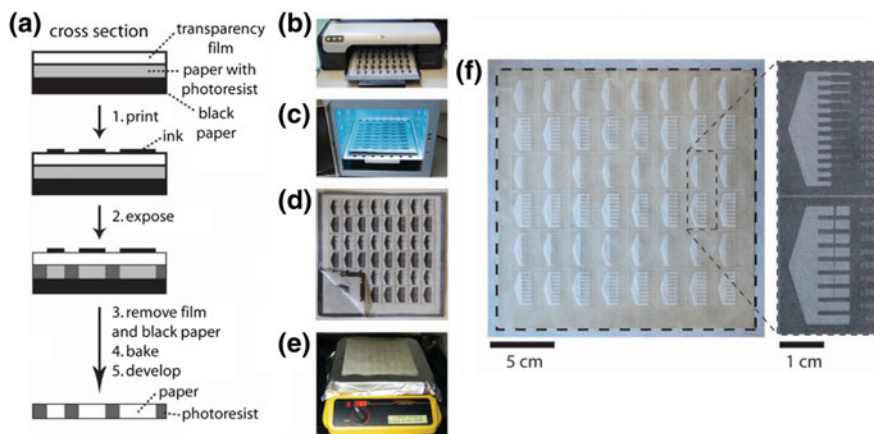 (a)
cross section
transparency
film
paper with
photoresist
black
paper
1. print
ink
2. expose
3. remove film
and black paper
4. bake
5. develop
paper
photoresist
(b)
(c)
(d)
(e)
(f)
5 cm
1 cm